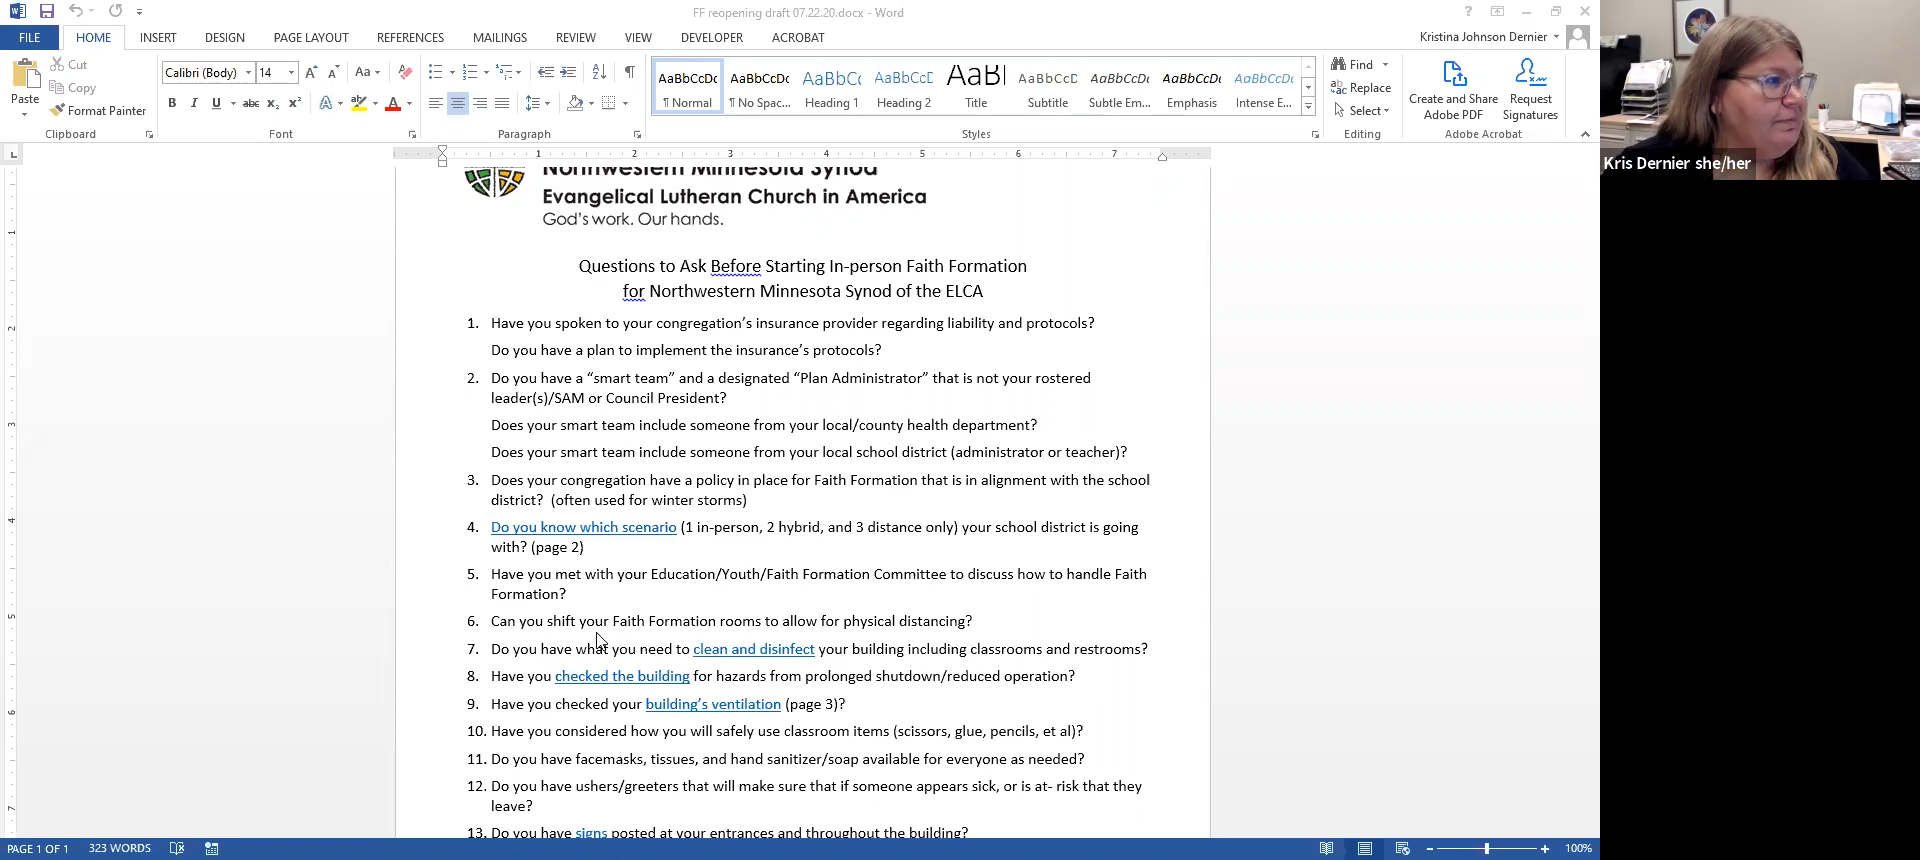 FF reopening draft 07.22.20.docx - Word
FILE HOME INSERT DESIGN PAGE LAYOUT REFERENCES MAILINGS REVIEW VIEW DEVELOPER ACROBAT Kristina Johnson Dernier
Paste
Cut
Copy
Format Painter
Clipboard
Calibri (Body) 14
Font
Paragraph
AaBbCcDc AaBbCcDc AaBbCc AaBbCcD AaBl AaBbCcD AaBbCcDt AaBbCcDt AaBbCcDt
¶ Normal ¶ No Spac... Heading 1 Heading 2 Title Subtitle Subtle Em... Emphasis Intense E...
Styles
Find
Replace
Select
Editing
Create and Share
Adobe PDF
Request
Signatures
Adobe Acrobat
Kris Dernier she/her
1 2 3 4 5 6 7
Northwestern Minnesota Synod
Evangelical Lutheran Church in America
God's work. Our hands.
Questions to Ask Before Starting In-person Faith Formation
for Northwestern Minnesota Synod of the ELCA
1. Have you spoken to your congregation's insurance provider regarding liability and protocols?
Do you have a plan to implement the insurance's protocols?
2. Do you have a “smart team” and a designated “Plan Administrator” that is not your rostered
leader(s)/SAM or Council President?
Does your smart team include someone from your local/county health department?
Does your smart team include someone from your local school district (administrator or teacher)?
3. Does your congregation have a policy in place for Faith Formation that is in alignment with the school
district? (often used for winter storms)
4. Do you know which scenario (1 in-person, 2 hybrid, and 3 distance only) your school district is going
with? (page 2)
5. Have you met with your Education/Youth/Faith Formation Committee to discuss how to handle Faith
Formation?
6. Can you shift your Faith Formation rooms to allow for physical distancing?
7. Do you have what you need to clean and disinfect your building including classrooms and restrooms?
8. Have you checked the building for hazards from prolonged shutdown/reduced operation?
9. Have you checked your building's ventilation (page 3)?
10. Have you considered how you will safely use classroom items (scissors, glue, pencils, et al)?
11. Do you have facemasks, tissues, and hand sanitizer/soap available for everyone as needed?
12. Do you have ushers/greeters that will make sure that if someone appears sick, or is at- risk that they
leave?
13. Do you have signs posted at your entrances and throughout the building?
PAGE 1 OF 1 323 WORDS 100%